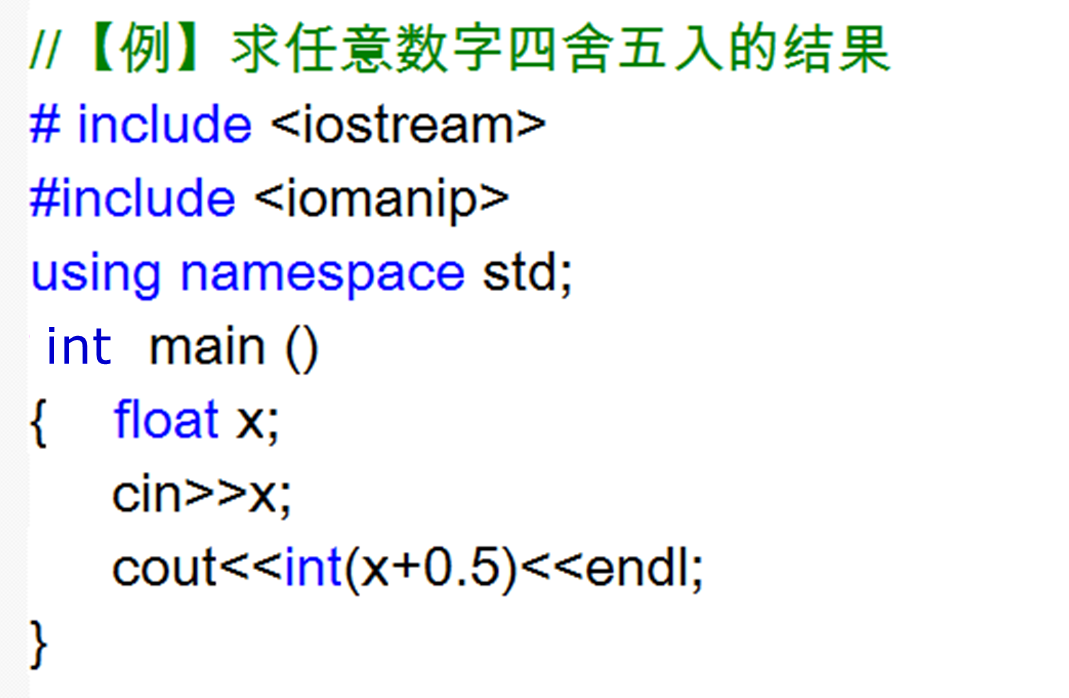 //【例】求任意数字四舍五入的结果
# include <iostream>
#include <iomanip>
using namespace std;
int main ()
{ float x;
cin>>x;
cout<<int(x+0.5)<<endl;
}